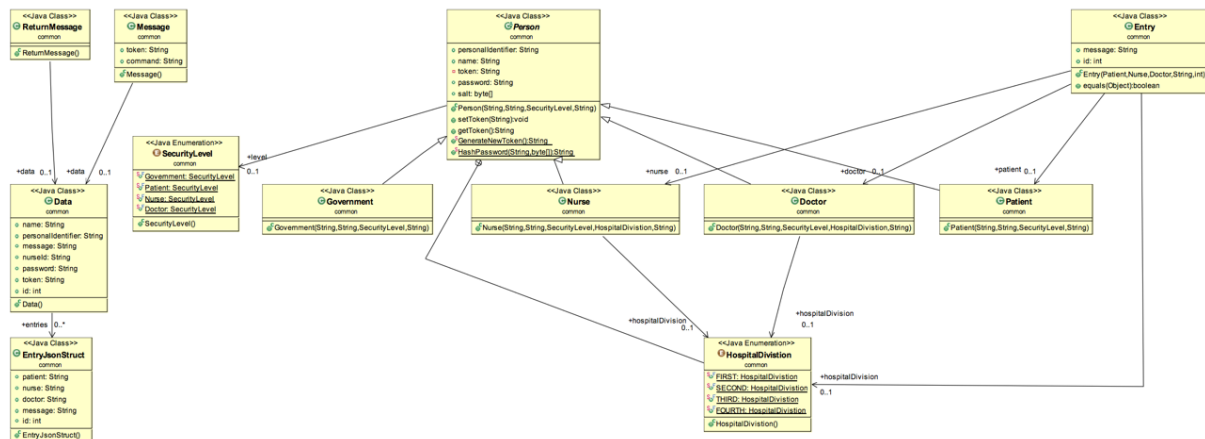 <<Java Class>>
ReturnMessage
common
ReturnMessage()
<<Java Class>>
Message
common
token: String
command: String
Message()
<<Java Class>>
Person
common
personalIdentifier: String
name: String
token: String
password: String
salt: byte[]
Person(String,String,SecurityLevel,String)
setToken(String):void
getToken():String
GenerateNewToken():String
HashPassword(String,byte[]):String
<<Java Class>>
Entry
common
message: String
id: int
Entry(Patient,Nurse,Doctor,String,int)
equals(Object):boolean
<<Java Enumeration>>
SecurityLevel
common
Government: SecurityLevel
Patient: SecurityLevel
Nurse: SecurityLevel
Doctor: SecurityLevel
SecurityLevel()
+level
0..1
+data 0..1
+data 0..1
+nurse 0..1
+doctor 0..1
+patient 0..1
<<Java Class>>
Data
common
name: String
personalIdentifier: String
message: String
nurseId: String
password: String
token: String
id: int
Data()
<<Java Class>>
Government
common
Government(String,String,SecurityLevel,String)
<<Java Class>>
Nurse
common
Nurse(String,String,SecurityLevel,HospitalDivision,String)
<<Java Class>>
Doctor
common
Doctor(String,String,SecurityLevel,HospitalDivision,String)
<<Java Class>>
Patient
common
Patient(String,String,SecurityLevel,String)
+entries 0..*
+hospitalDivision
0..1
+hospitalDivision
0..1
<<Java Class>>
EntryJsonStruct
common
patient: String
nurse: String
doctor: String
message: String
id: int
EntryJsonStruct()
<<Java Enumeration>>
HospitalDivistion
common
FIRST: HospitalDivistion
SECOND: HospitalDivistion
THIRD: HospitalDivistion
FOURTH: HospitalDivistion
HospitalDivistion()
+hospitalDivision
0..1